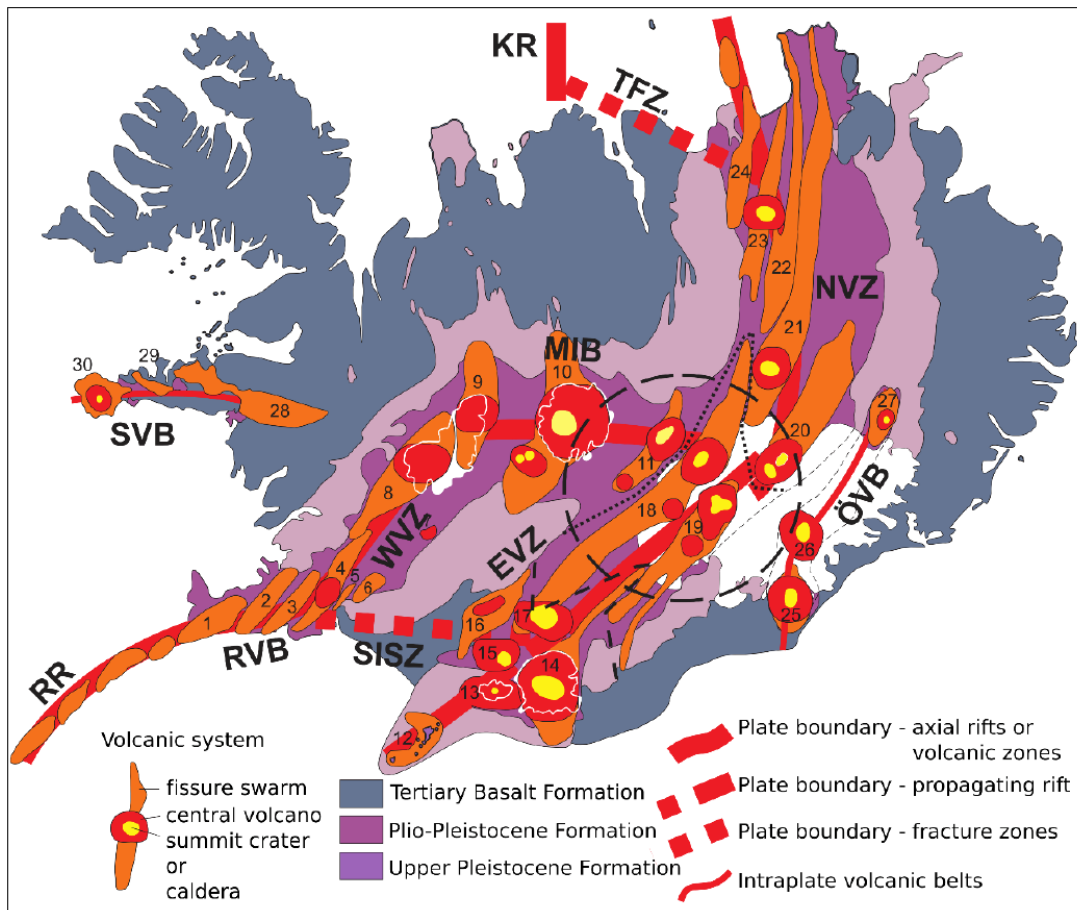 KR
TFZ.
24
23
22
NVZ
21
30
29
28
SVB
MIB
9
10
27
20
8
11
ÖVB
18
19
WVZ
EVZ
26
4
5
6
25
2
3
1
17
16
RVB
SISZ
15
14
13
RR
12
Volcanic system
fissure swarm
central volcano
summit crater
or
caldera
Tertiary Basalt Formation
Plio-Pleistocene Formation
Upper Pleistocene Formation
Plate boundary - axial rifts or
volcanic zones
Plate boundary - propagating rift
Plate boundary - fracture zones
Intraplate volcanic belts